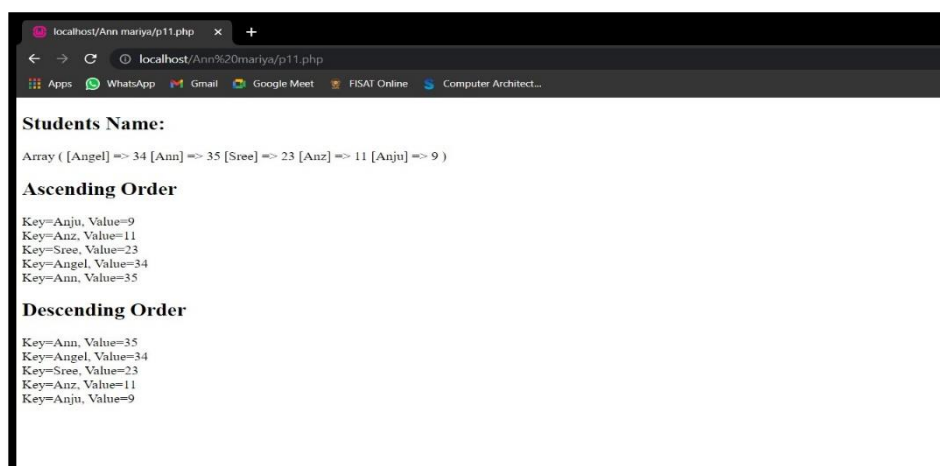 localhost/Ann mariya/p11.php
localhost/Ann%20mariya/p11.php
Apps WhatsApp Gmail Google Meet FISAT Online Computer Architect...
Students Name:
Array ( [Angel] => 34 [Ann] => 35 [Sree] => 23 [Anz] => 11 [Anju] => 9 )
Ascending Order
Key=Anju, Value=9
Key=Anz, Value=11
Key=Sree, Value=23
Key=Angel, Value=34
Key=Ann, Value=35
Descending Order
Key=Ann, Value=35
Key=Angel, Value=34
Key=Sree, Value=23
Key=Anz, Value=11
Key=Anju, Value=9